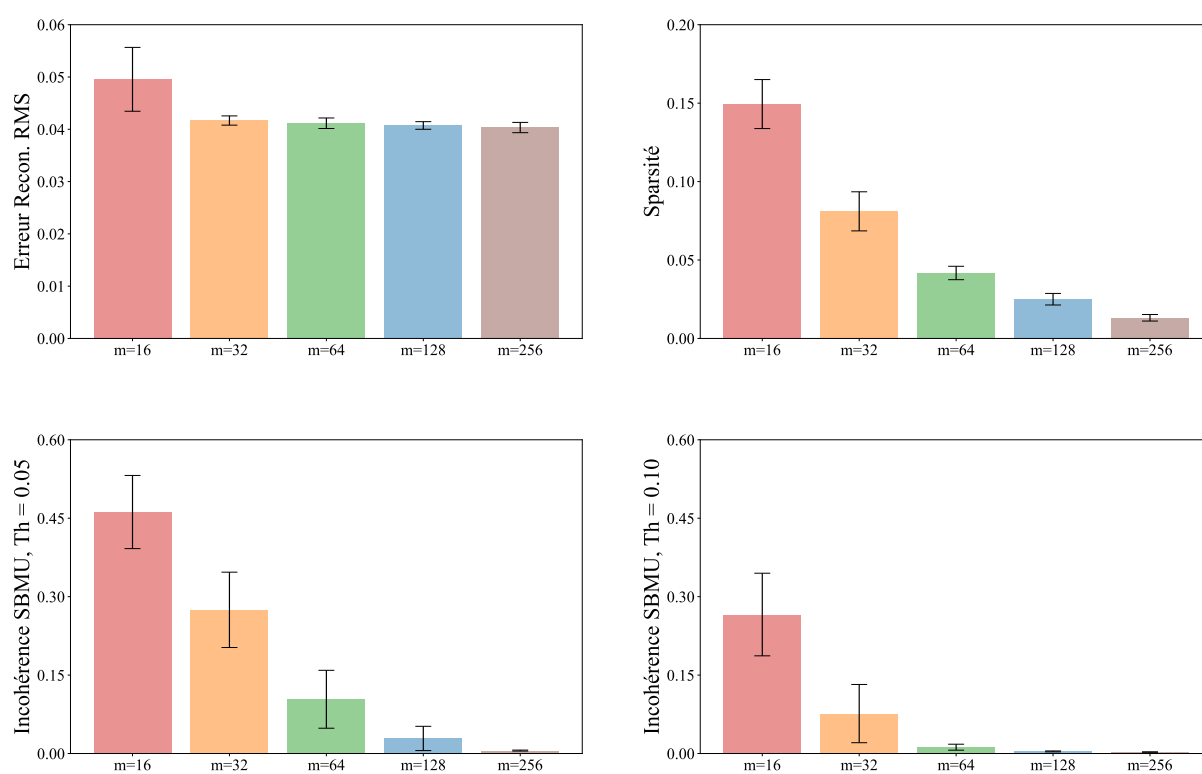 Erreur Recon. RMS
0.06
0.05
0.04
0.03
0.02
0.01
0.00
m=16 m=32 m=64 m=128 m=256
Sparsité
0.20
0.15
0.10
0.05
0.00
m=16 m=32 m=64 m=128 m=256
Incohérence SBMU, Th = 0.05
0.60
0.45
0.30
0.15
0.00
m=16 m=32 m=64 m=128 m=256
Incohérence SBMU, Th = 0.10
0.60
0.45
0.30
0.15
0.00
m=16 m=32 m=64 m=128 m=256